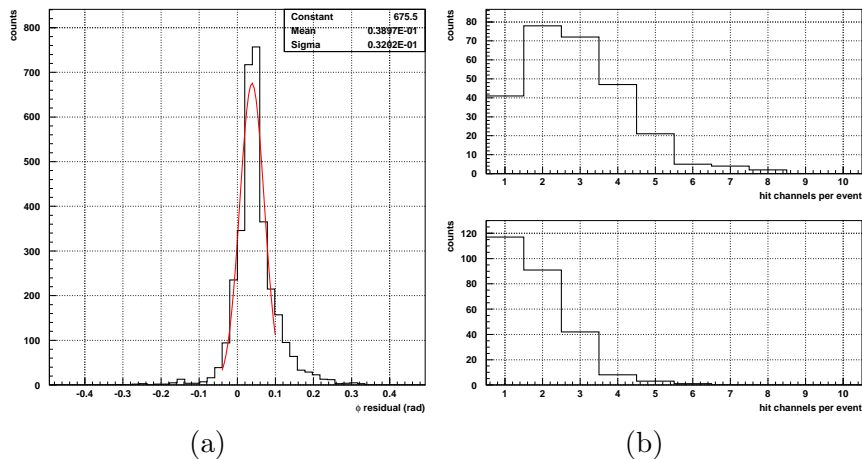 counts
Constant 675.5
Mean 0.3897E-01
Sigma 0.3202E-01
800
700
600
500
400
300
200
100
0
-0.4 -0.3 -0.2 -0.1 0 0.1 0.2 0.3 0.4
ϕ residual (rad)
(a)
counts
80
70
60
50
40
30
20
10
0
1 2 3 4 5 6 7 8 9 10
hit channels per event
counts
120
100
80
60
40
20
0
1 2 3 4 5 6 7 8 9 10
hit channels per event
(b)